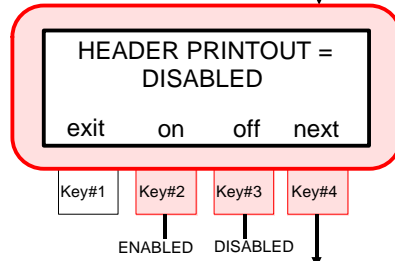 HEADER PRINTOUT =
DISABLED
exit on off next
Key#1 Key#2 Key#3 Key#4
ENABLED DISABLED